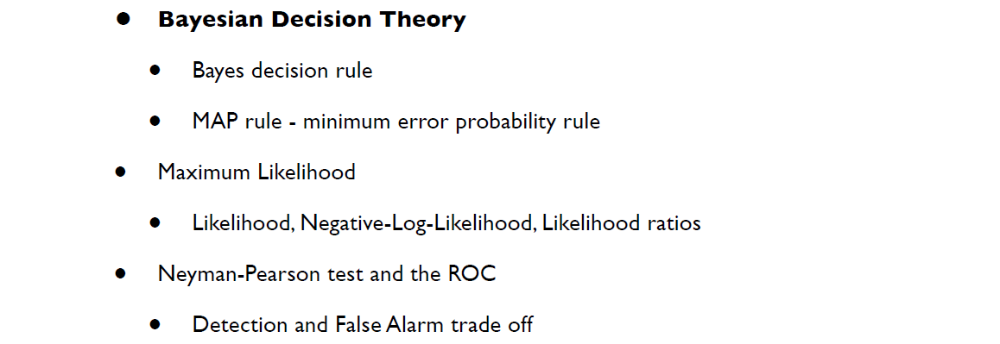 Bayesian Decision Theory
Bayes decision rule
MAP rule - minimum error probability rule
Maximum Likelihood
Likelihood, Negative-Log-Likelihood, Likelihood ratios
Neyman-Pearson test and the ROC
Detection and False Alarm trade off